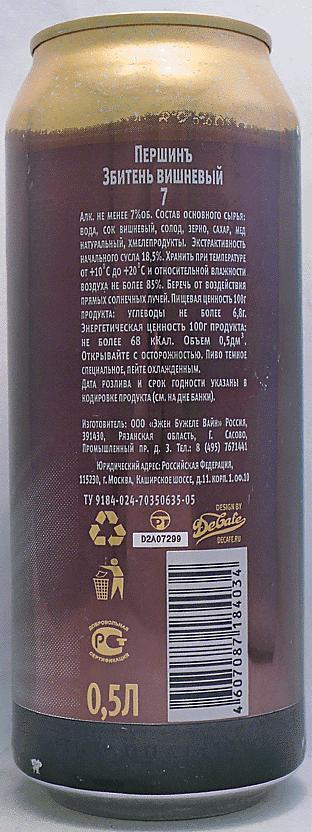 Першинъ
Збитень вишневый
7
Алк. не менее 7%об. Состав основного сырья:
вода, сок вишневый, солод, зерно, сахар, мед
натуральный, хмелепродукты. Экстрактивность
начального сусла 18,5%. Хранить при температуре
от +10˚С до +20˚С и относительной влажности
воздуха не более 85%. Беречь от воздействия
прямых солнечных лучей. Пищевая ценность 100г
продукта: углеводы не более 6,8г.
Энергетическая ценность 100г продукта:
не более 68 кКал. Объем 0,5дм³.
Открывайте с осторожностью. Пиво темное
специальное, пейте охлажденным.
Дата розлива и срок годности указаны в
кодировке продукта (см. на дне банки).
Изготовитель: ООО «Эжен Бужеле Вайн» Россия,
391430, Рязанская область, г. Сасово,
Промышленный пр. д. 3. Тел.: 8 (495) 7671441
Юридический адрес: Российская Федерация,
115230, г. Москва, Каширское шоссе, д.11. корп. 1. оф.10
ТУ 9184-024-70350635-05
РТ
D2A07299
DESIGN BY
DeCafe
DECAFE.RU
ДОБРОВОЛЬНАЯ
РС
СЕРТИФИКАЦИЯ
0,5Л
4 607087 184034